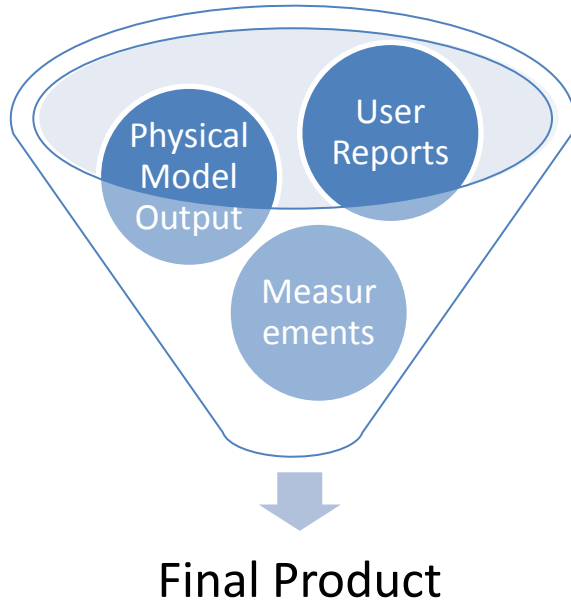 Physical
Model
Output
User
Reports
Measur
ements
Final Product